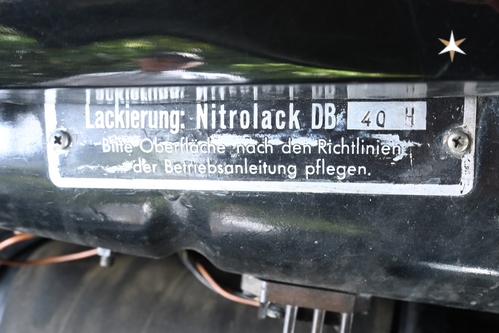 Lackierung: Nitrolack DB 40 H
Bitte Oberfläche nach den Richtlinien
der Betriebsanleitung pflegen.